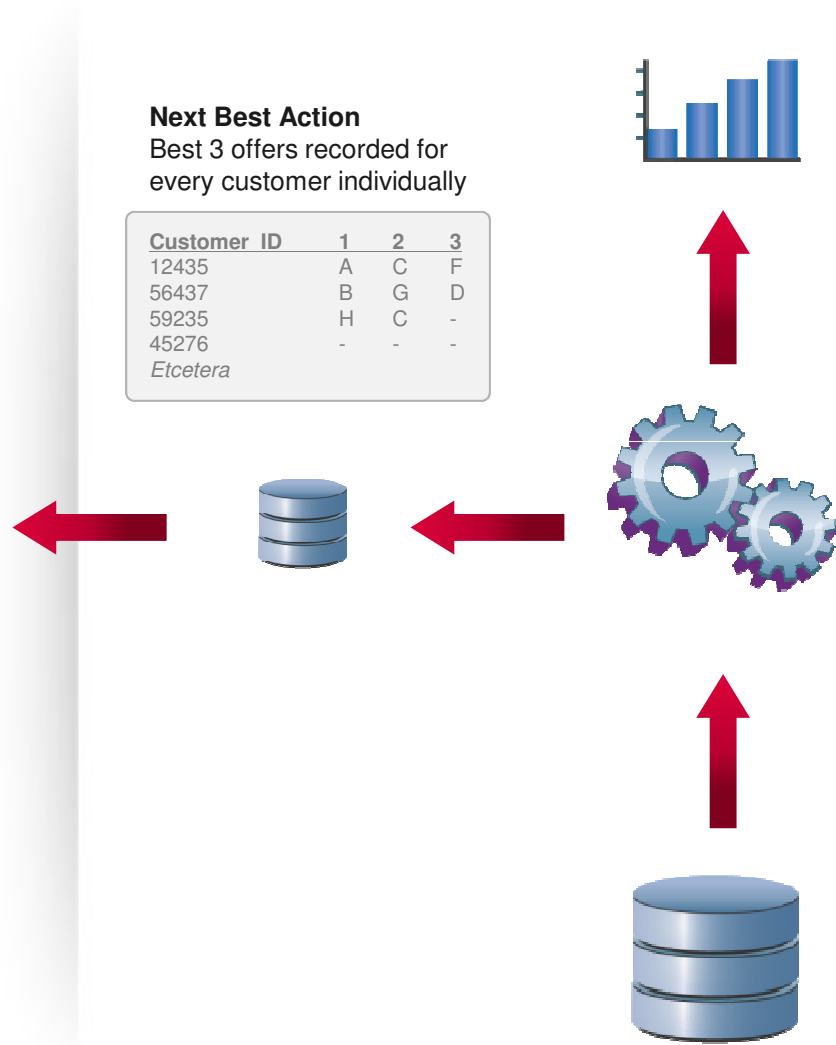 Next Best Action
Best 3 offers recorded for
every customer individually
Customer ID 1 2 3
12435 A C F
56437 B G D
59235 H C -
45276 - - -
Etcetera